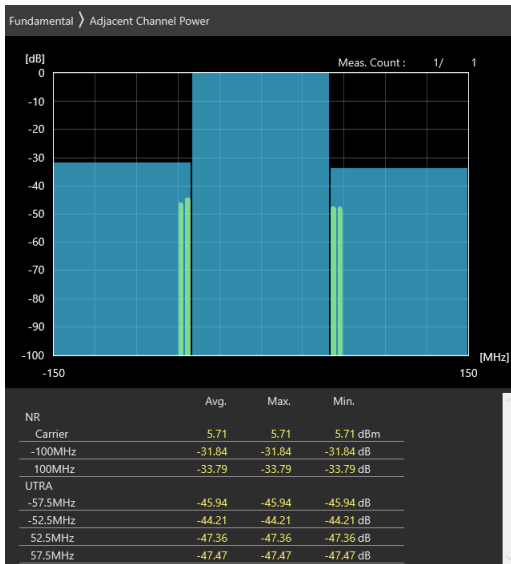 Fundamental 〉 Adjacent Channel Power
[dB]
Meas. Count : 1/ 1
0
-10
-20
-30
-40
-50
-60
-70
-80
-90
-100
[MHz]
-150 150
Avg. Max. Min.
NR
Carrier 5.71 5.71 5.71 dBm
-100MHz -31.84 -31.84 -31.84 dB
100MHz -33.79 -33.79 -33.79 dB
UTRA
-57.5MHz -45.94 -45.94 -45.94 dB
-52.5MHz -44.21 -44.21 -44.21 dB
52.5MHz -47.36 -47.36 -47.36 dB
57.5MHz -47.47 -47.47 -47.47 dB